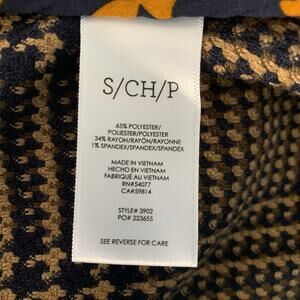 S/CH/P
65% POLYESTER/
POLIESTER/POLYESTER
34% RAYON/RAYÓN/RAYONNE
1% SPANDEX/SPANDEX/SPANDEX
MADE IN VIETNAM
HECHO EN VIETNAM
FABRIQUÉ AU VIETNAM
RN#54077
CA#59814
STYLE# 3902
PO# 223655
SEE REVERSE FOR CARE